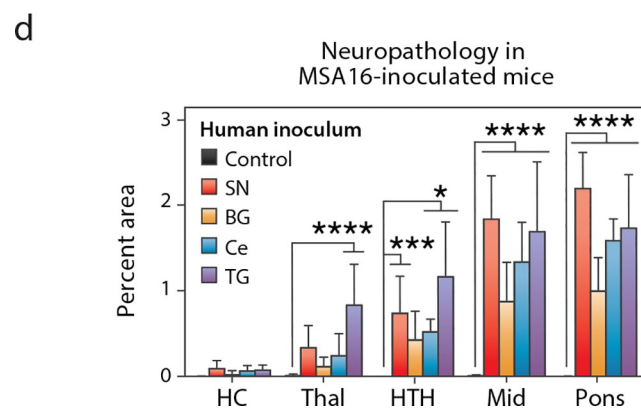 d
Neuropathology in
MSA16-inoculated mice
Percent area
3
2
1
0
Human inoculum
Control
SN
BG
Ce
TG
****
***
*
****
****
HC Thal HTH Mid Pons